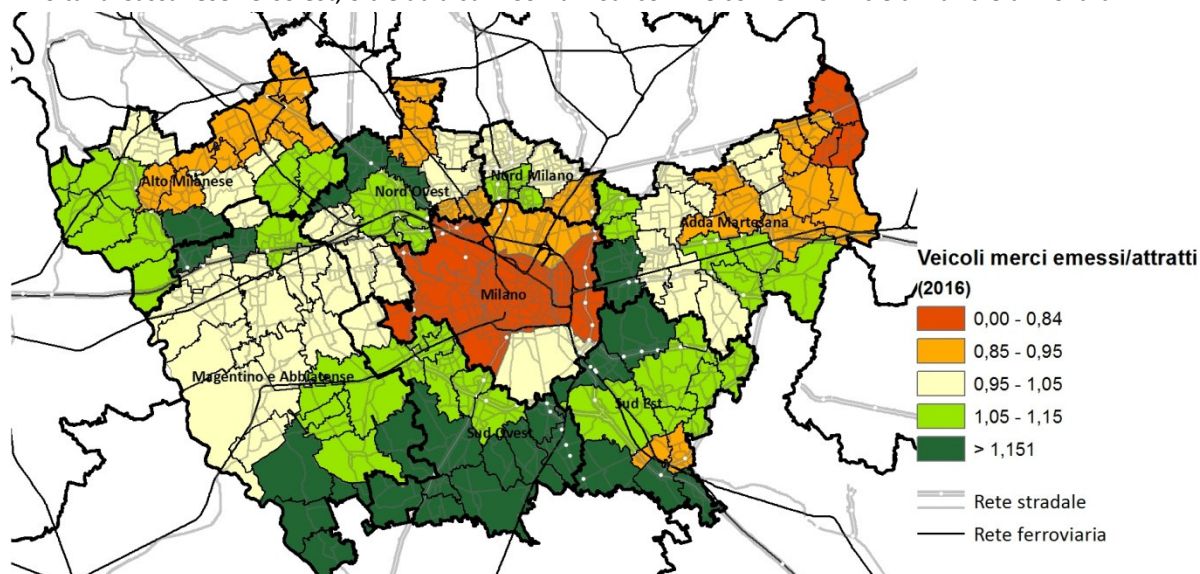 Alto Milanese
Nord Ovest
Nord Milano
Adda Martesana
Milano
Magentino e Abbiatense
Sud Ovest
Sud Est
Veicoli merci emessi/attratti
(2016)
0,00 - 0,84
0,85 - 0,95
0,95 - 1,05
1,05 - 1,15
> 1,151
Rete stradale
Rete ferroviaria